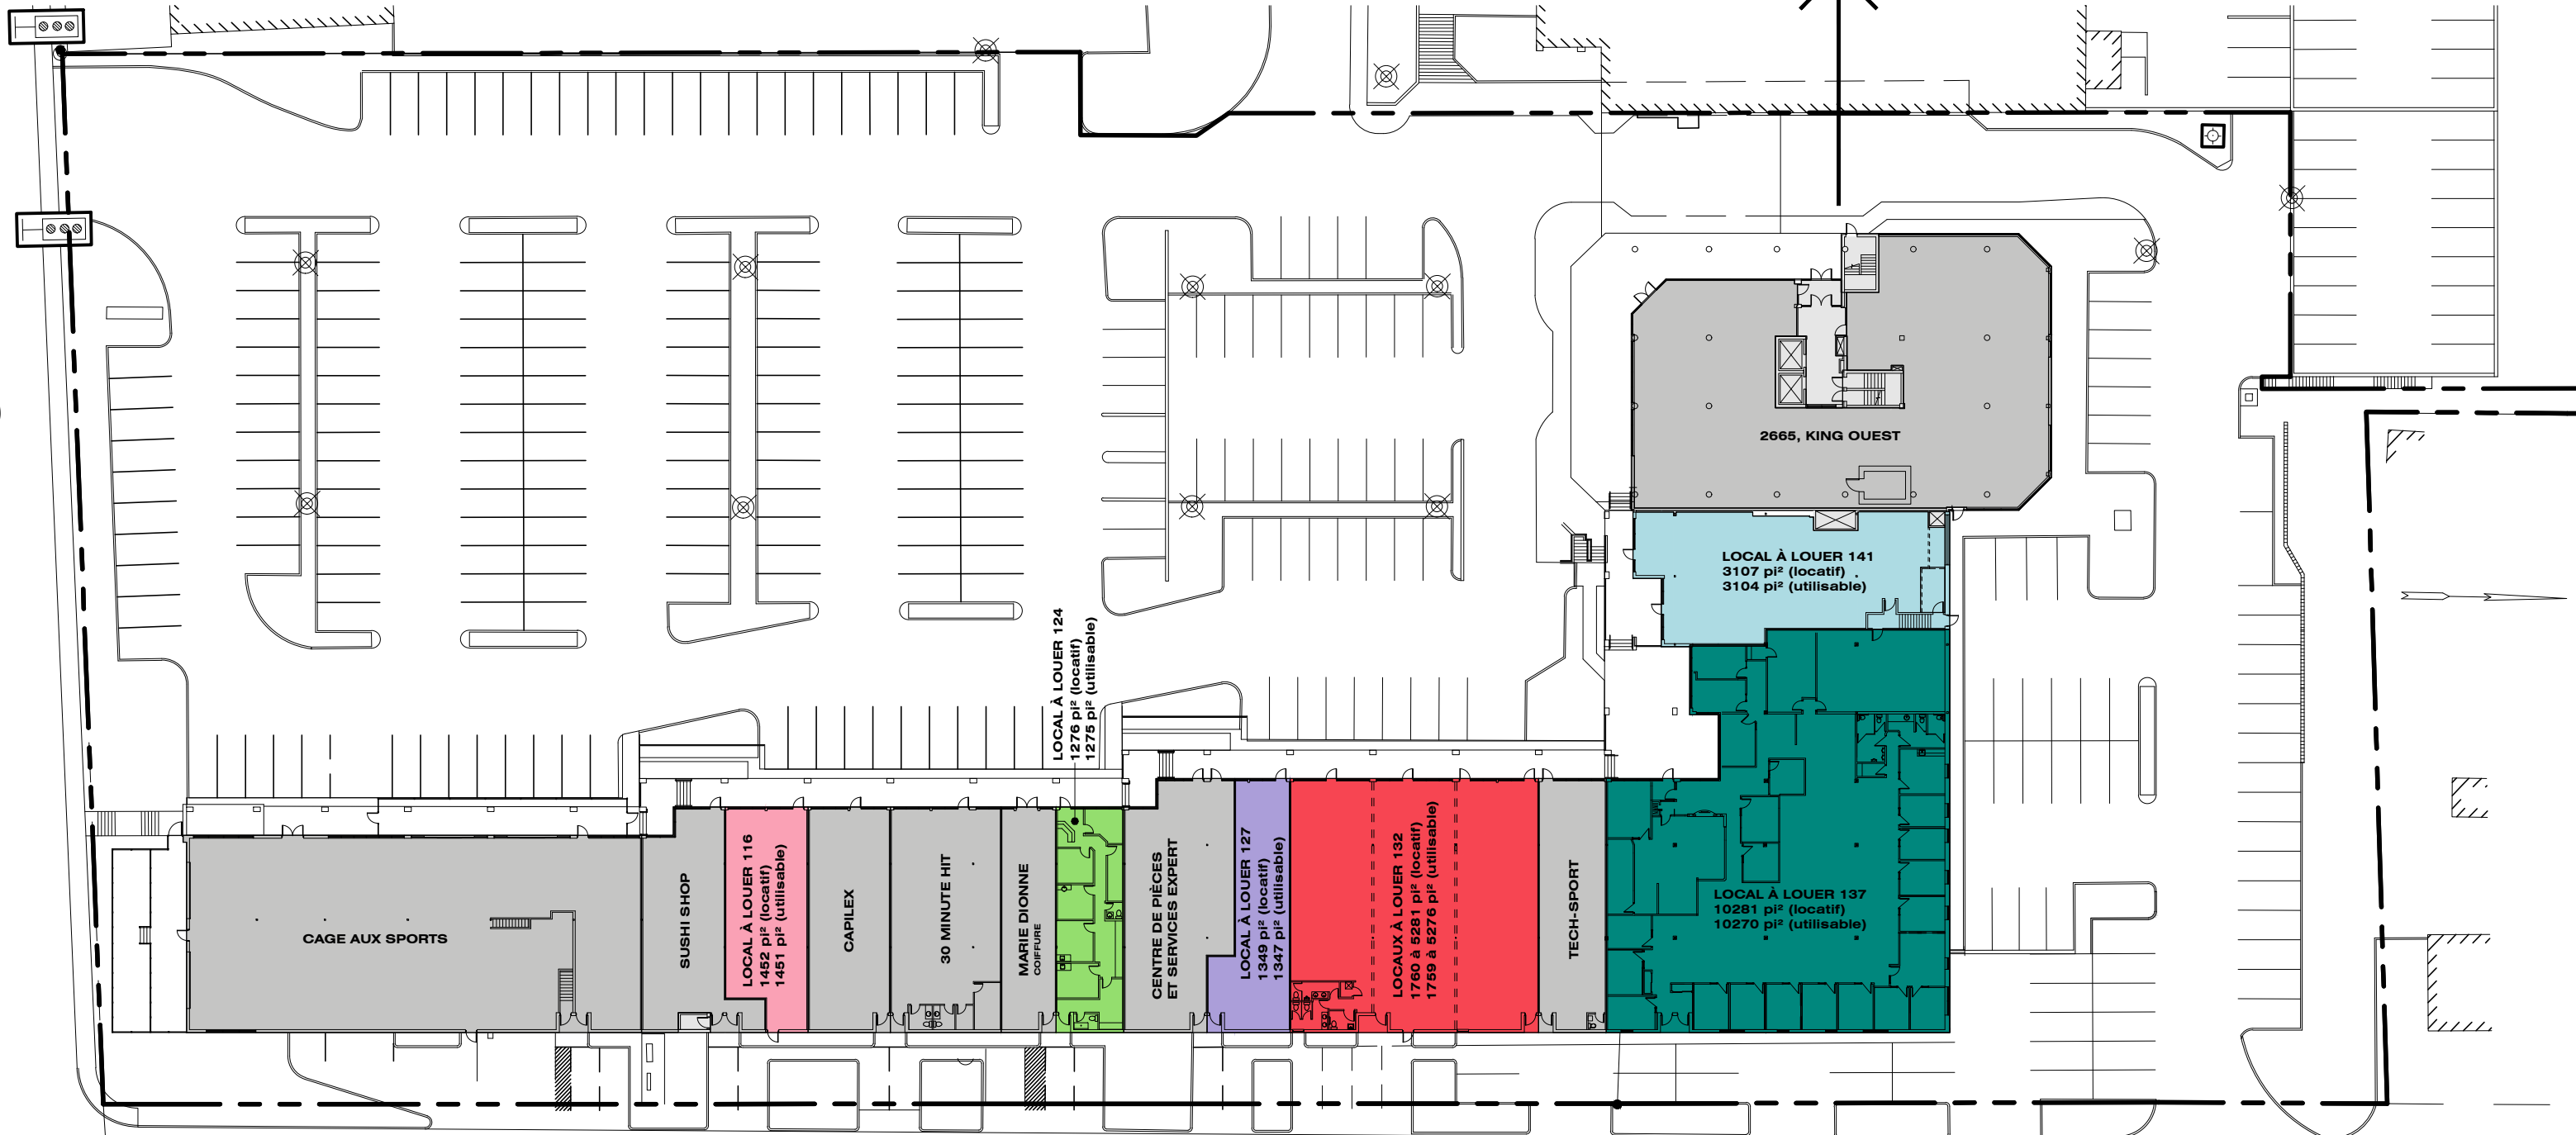 2665, KING OUEST
LOCAL À LOUER 141
3107 pi² (locatif)
3104 pi² (utilisable)
LOCAL À LOUER 124
1276 pi² (locatif)
1275 pi² (utilisable)
CAGE AUX SPORTS
SUSHI SHOP
LOCAL À LOUER 116
1452 pi² (locatif)
1451 pi² (utilisable)
CAPILEX
30 MINUTE HIT
MARIE DIONNE
COIFFURE
CENTRE DE PIÈCES
ET SERVICES EXPERT
LOCAL À LOUER 127
1349 pi² (locatif)
1347 pi² (utilisable)
LOCAUX À LOUER 132
1760 à 5281 pi² (locatif)
1759 à 5276 pi² (utilisable)
TECH-SPORT
LOCAL À LOUER 137
10281 pi² (locatif)
10270 pi² (utilisable)